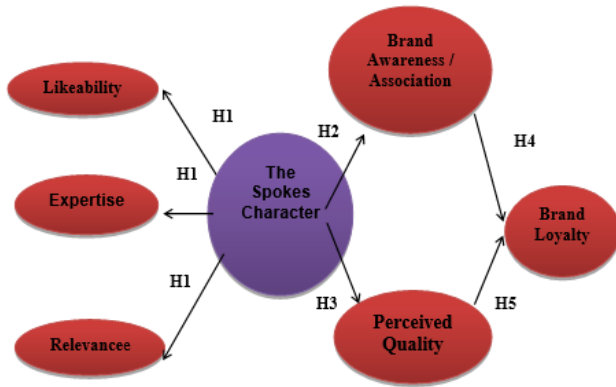 Likeability
Expertise
Relevancee
H1
H1
H1
The
Spokes
Character
H2
H3
Brand
Awareness /
Association
Perceived
Quality
H4
H5
Brand
Loyalty